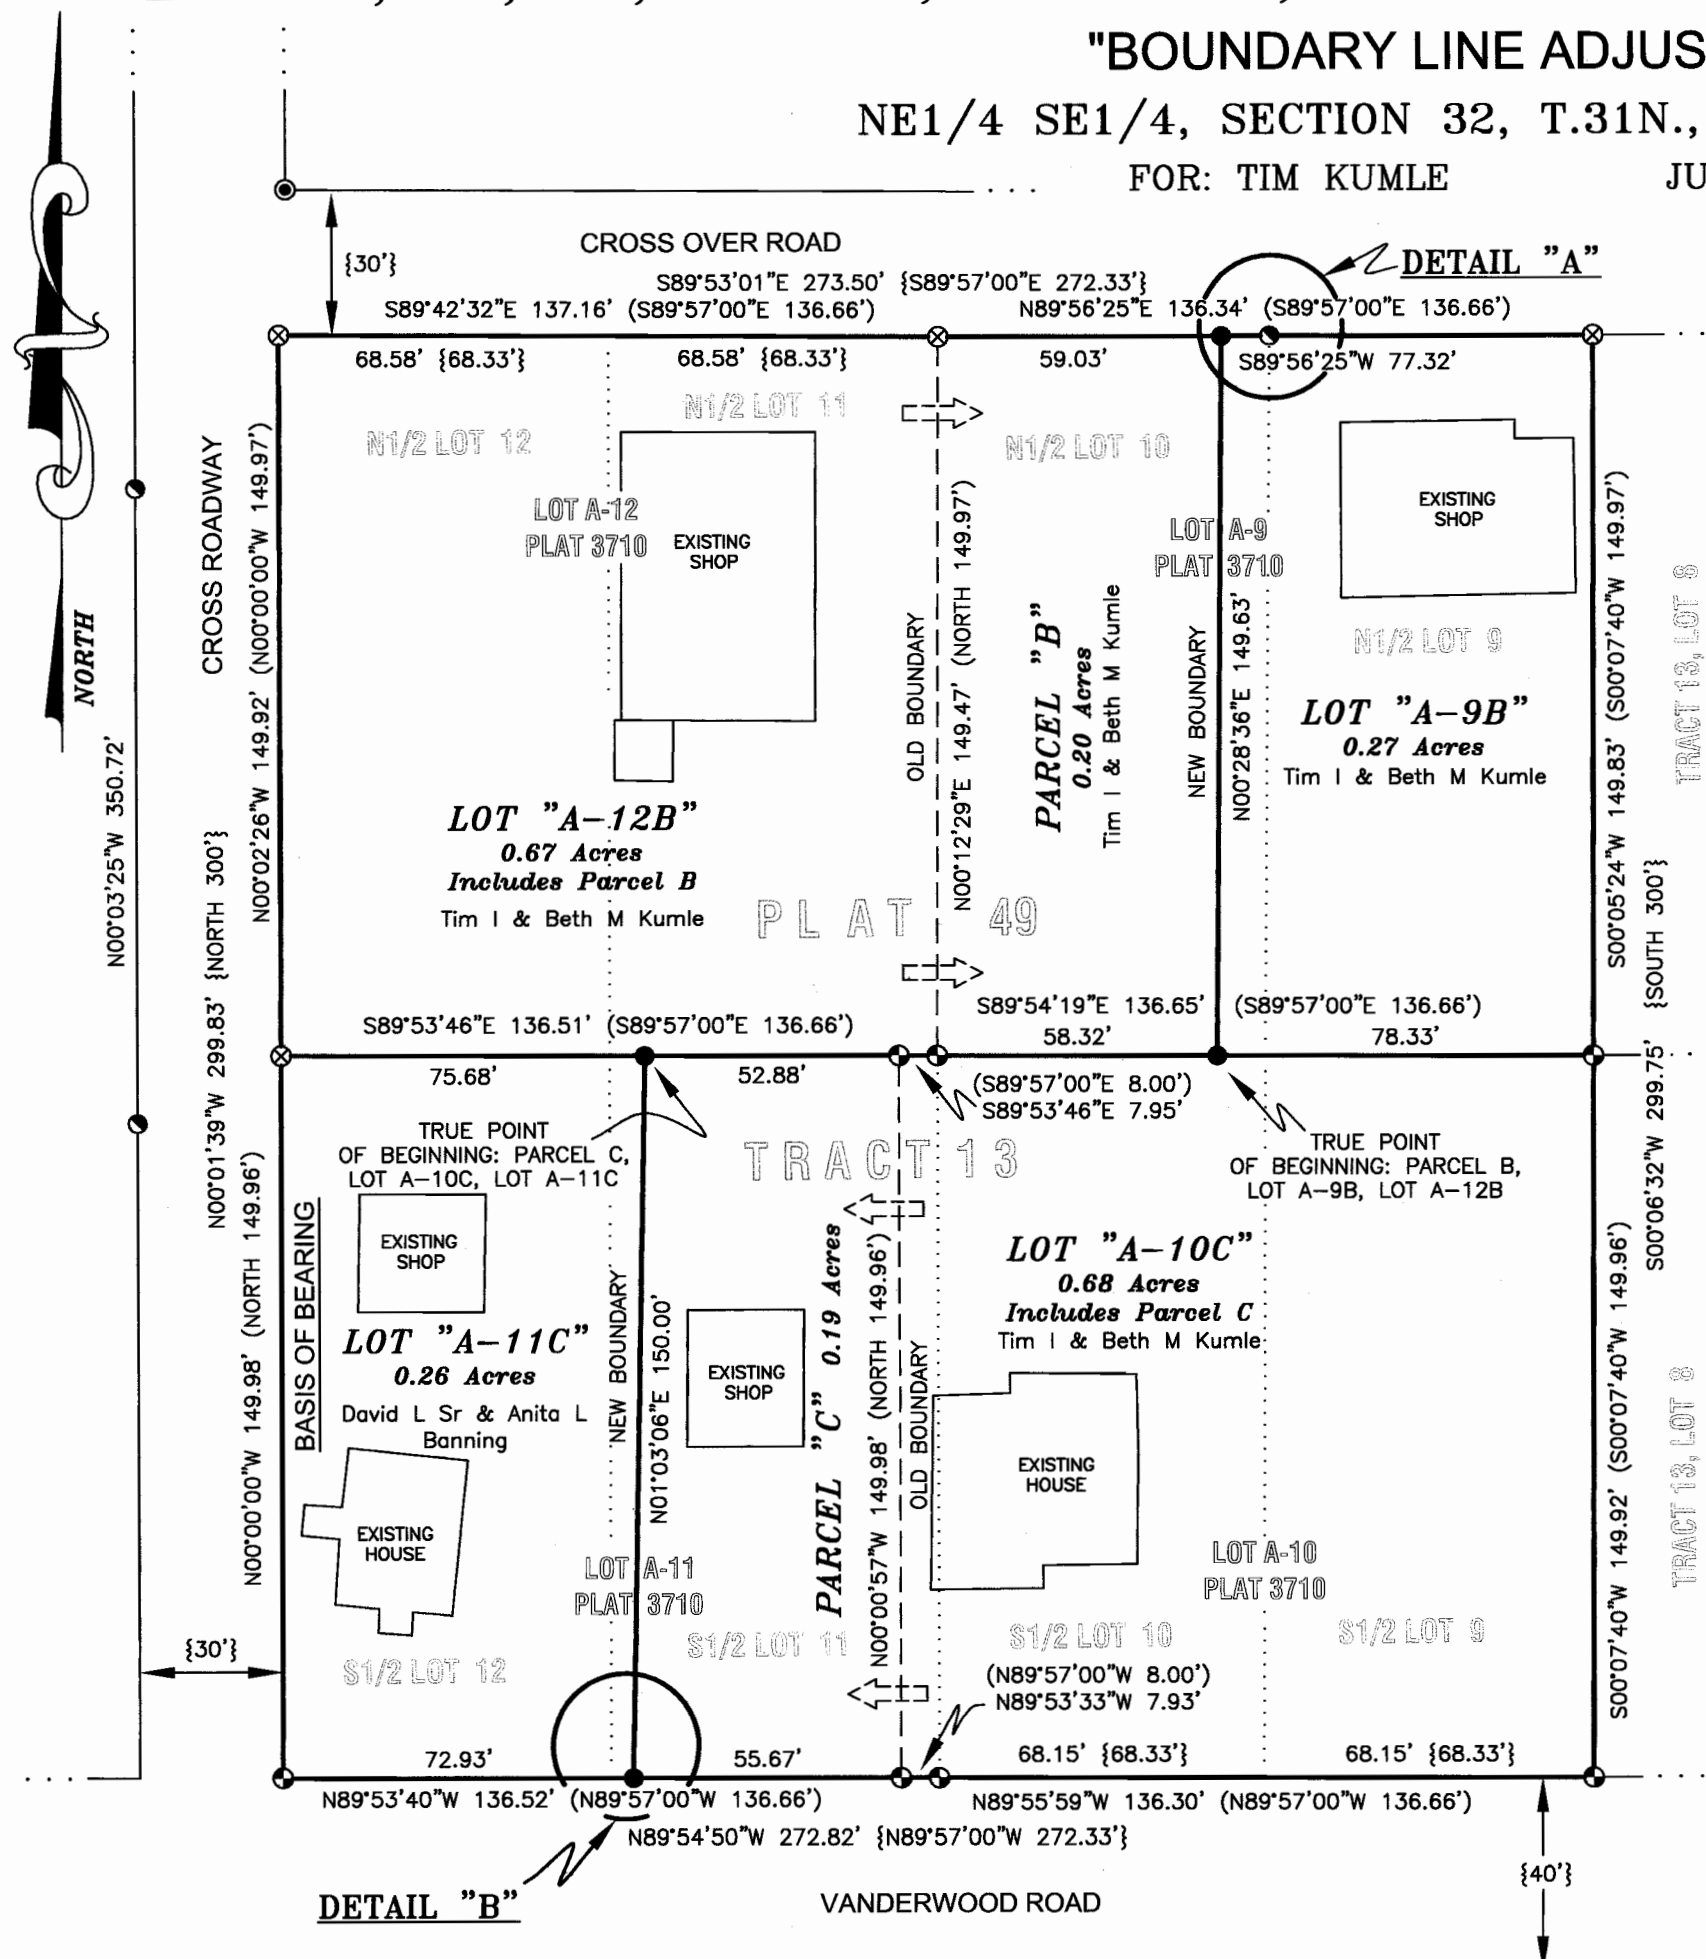 "BOUNDARY LINE ADJUS
NE1/4 SE1/4, SECTION 32, T.31N.,
FOR: TIM KUMLE JU
CROSS OVER ROAD
{30'}
DETAIL "A"
S89°53'01"E 273.50' {S89°57'00"E 272.33'}
S89°42'32"E 137.16' (S89°57'00"E 136.66')
N89°56'25"E 136.34' (S89°57'00"E 136.66')
68.58' {68.33'}
68.58' {68.33'}
59.03'
S89°56'25"W 77.32'
N1/2 LOT 12
N1/2 LOT 11
N1/2 LOT 10
LOT A-12
PLAT 3710
EXISTING
SHOP
LOT A-9
PLAT 3710
EXISTING
SHOP
N1/2 LOT 9
NORTH
CROSS ROADWAY
N00°03'25"W 350.72'
N00°01'39"W 299.83' {NORTH 300'}
N00°02'26"W 149.92' (N00°00'00"W 149.97')
OLD BOUNDARY
N00°12'29"E 149.47' (NORTH 149.97')
PARCEL "B"
0.20 Acres
Tim I & Beth M Kumle
NEW BOUNDARY
N00°28'36"E 149.63'
LOT "A-9B"
0.27 Acres
Tim I & Beth M Kumle
S00°05'24"W 149.83' (S00°07'40"W 149.97')
TRACT 13, LOT 8
S00°06'32"W 299.75' {SOUTH 300'}
LOT "A-12B"
0.67 Acres
Includes Parcel B
Tim I & Beth M Kumle
PLAT 49
S89°53'46"E 136.51' (S89°57'00"E 136.66')
S89°54'19"E 136.65' (S89°57'00"E 136.66')
58.32'
78.33'
75.68'
52.88'
(S89°57'00"E 8.00')
S89°53'46"E 7.95'
TRUE POINT
OF BEGINNING: PARCEL C,
LOT A-10C, LOT A-11C
TRACT 13
TRUE POINT
OF BEGINNING: PARCEL B,
LOT A-9B, LOT A-12B
N00°00'00"W 149.98' (NORTH 149.96')
BASIS OF BEARING
EXISTING
SHOP
LOT "A-11C"
0.26 Acres
David L Sr & Anita L
Banning
EXISTING
HOUSE
NEW BOUNDARY
N01°03'06"E 150.00'
EXISTING
SHOP
PARCEL "C" 0.19 Acres
N00°00'57"W 149.98' (NORTH 149.96')
OLD BOUNDARY
LOT "A-10C"
0.68 Acres
Includes Parcel C
Tim I & Beth M Kumle
EXISTING
HOUSE
S00°07'40"W 149.92' (S00°07'40"W 149.96')
TRACT 13, LOT 8
LOT A-11
PLAT 3710
LOT A-10
PLAT 3710
{30'}
S1/2 LOT 12
S1/2 LOT 11
S1/2 LOT 10
S1/2 LOT 9
(N89°57'00"W 8.00')
N89°53'33"W 7.93'
72.93'
55.67'
68.15' {68.33'}
68.15' {68.33'}
N89°53'40"W 136.52' (N89°57'00"W 136.66')
N89°55'59"W 136.30' (N89°57'00"W 136.66')
N89°54'50"W 272.82' {N89°57'00"W 272.33'}
{40'}
DETAIL "B"
VANDERWOOD ROAD